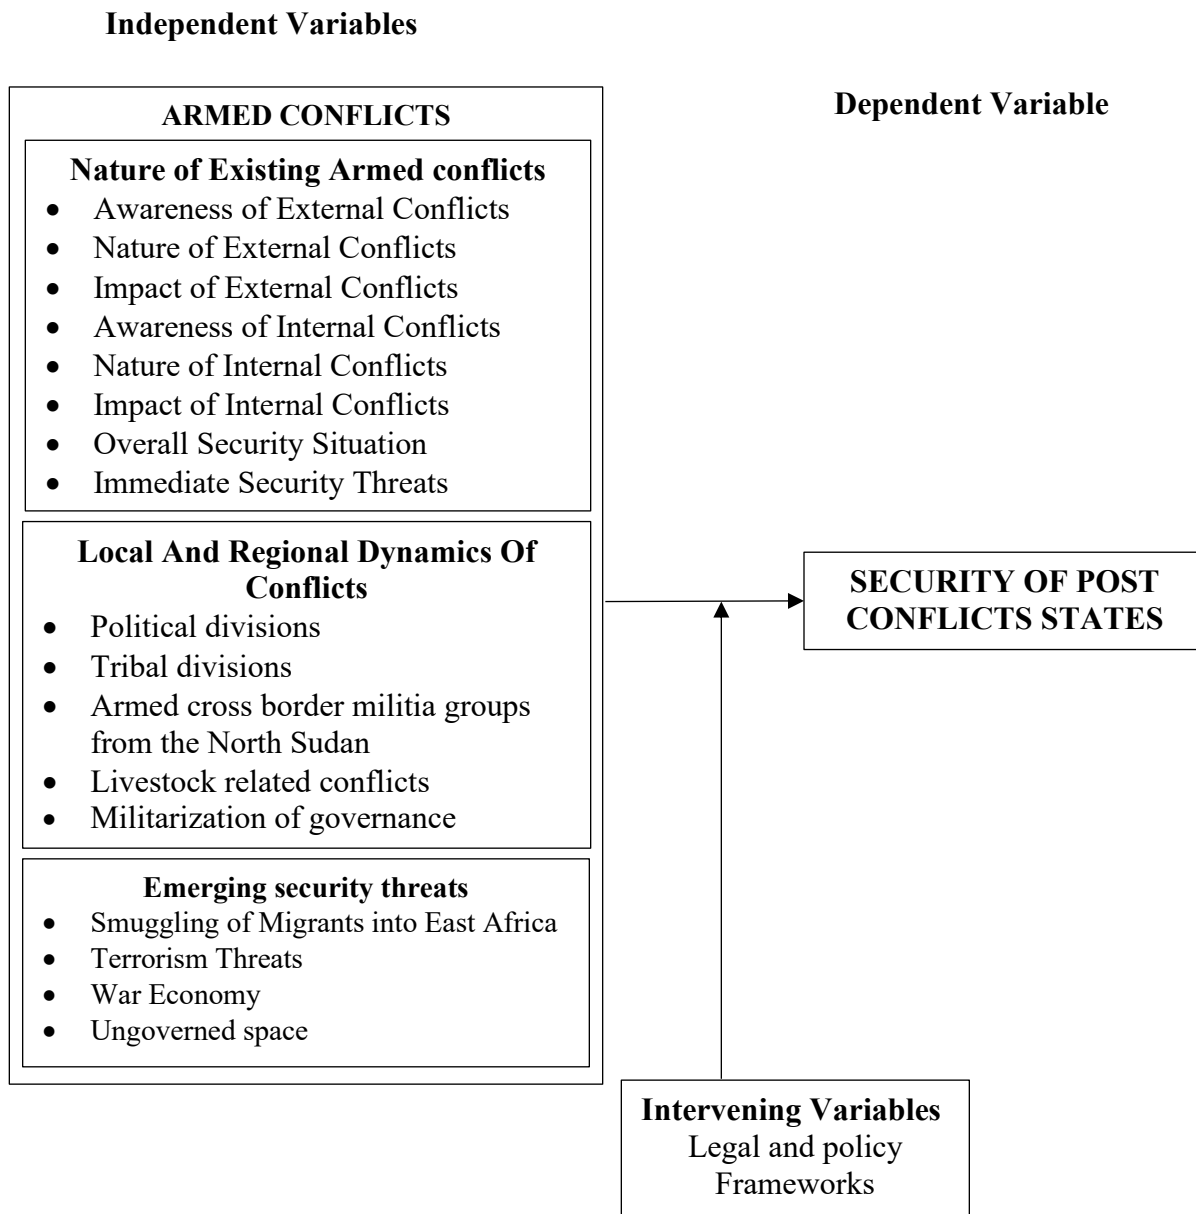 Independent Variables
Dependent Variable
ARMED CONFLICTS
Nature of Existing Armed conflicts
• Awareness of External Conflicts
• Nature of External Conflicts
• Impact of External Conflicts
• Awareness of Internal Conflicts
• Nature of Internal Conflicts
• Impact of Internal Conflicts
• Overall Security Situation
• Immediate Security Threats
Local And Regional Dynamics Of
Conflicts
• Political divisions
• Tribal divisions
• Armed cross border militia groups
from the North Sudan
• Livestock related conflicts
• Militarization of governance
Emerging security threats
• Smuggling of Migrants into East Africa
• Terrorism Threats
• War Economy
• Ungoverned space
SECURITY OF POST
CONFLICTS STATES
Intervening Variables
Legal and policy
Frameworks